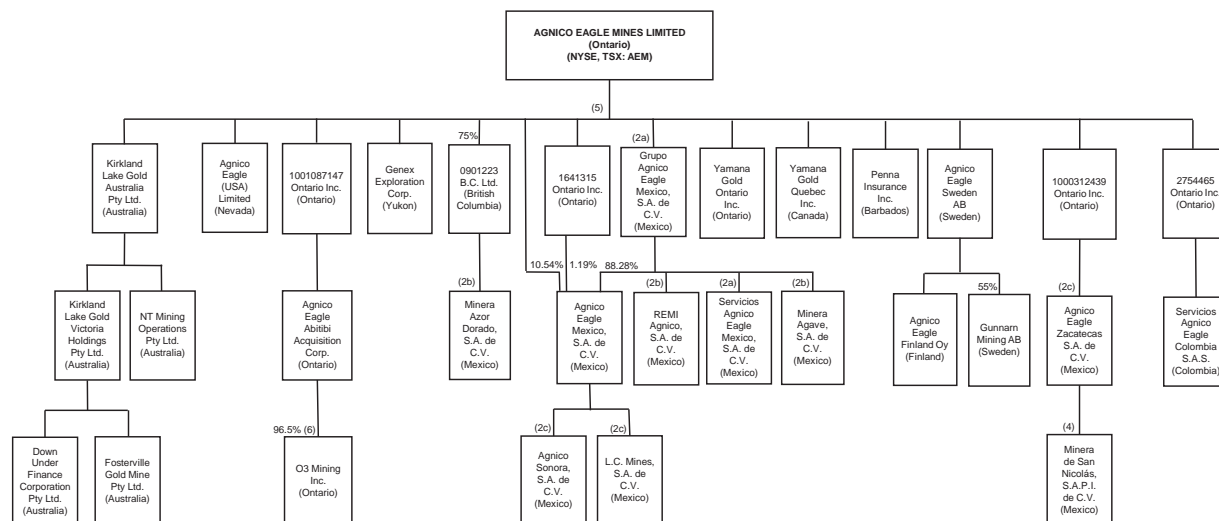 AGNICO EAGLE MINES LIMITED
(Ontario)
(NYSE, TSX: AEM)
(5)
75%
(2a)
Kirkland
Lake Gold
Australia
Pty Ltd.
(Australia)
Agnico
Eagle
(USA)
Limited
(Nevada)
1001087147
Ontario Inc.
(Ontario)
Genex
Exploration
Corp.
(Yukon)
0901223
B.C. Ltd.
(British
Columbia)
1641315
Ontario Inc.
(Ontario)
Grupo
Agnico
Eagle
Mexico,
S.A. de
C.V.
(Mexico)
Yamana
Gold
Ontario
Inc.
(Ontario)
Yamana
Gold
Quebec
Inc.
(Canada)
Penna
Insurance
Inc.
(Barbados)
Agnico
Eagle
Sweden
AB
(Sweden)
1000312439
Ontario Inc.
(Ontario)
2754465
Ontario Inc.
(Ontario)
10.54%
1.19%
88.28%
(2b)
(2b)
(2a)
(2b)
55%
(2c)
Kirkland
Lake Gold
Victoria
Holdings
Pty Ltd.
(Australia)
NT Mining
Operations
Pty Ltd.
(Australia)
Agnico
Eagle
Abitibi
Acquisition
Corp.
(Ontario)
Minera
Azor
Dorado,
S.A. de
C.V.
(Mexico)
Agnico
Eagle
Mexico,
S.A. de
C.V.
(Mexico)
REMI
Agnico,
S.A. de
C.V.
(Mexico)
Servicios
Agnico
Eagle
Mexico,
S.A. de
C.V.
(Mexico)
Minera
Agave,
S.A. de
C.V.
(Mexico)
Agnico
Eagle
Finland Oy
(Finland)
Gunnarn
Mining AB
(Sweden)
Agnico
Eagle
Zacatecas
S.A. de
C.V.
(Mexico)
Servicios
Agnico
Eagle
Colombia
S.A.S.
(Colombia)
96.5% (6)
(2c)
(2c)
(4)
Down
Under
Finance
Corporation
Pty Ltd.
(Australia)
Fosterville
Gold Mine
Pty Ltd.
(Australia)
O3 Mining
Inc.
(Ontario)
Agnico
Sonora,
S.A. de
C.V.
(Mexico)
L.C. Mines,
S.A. de
C.V.
(Mexico)
Minera
de San
Nicolás,
S.A.P.I.
de C.V.
(Mexico)